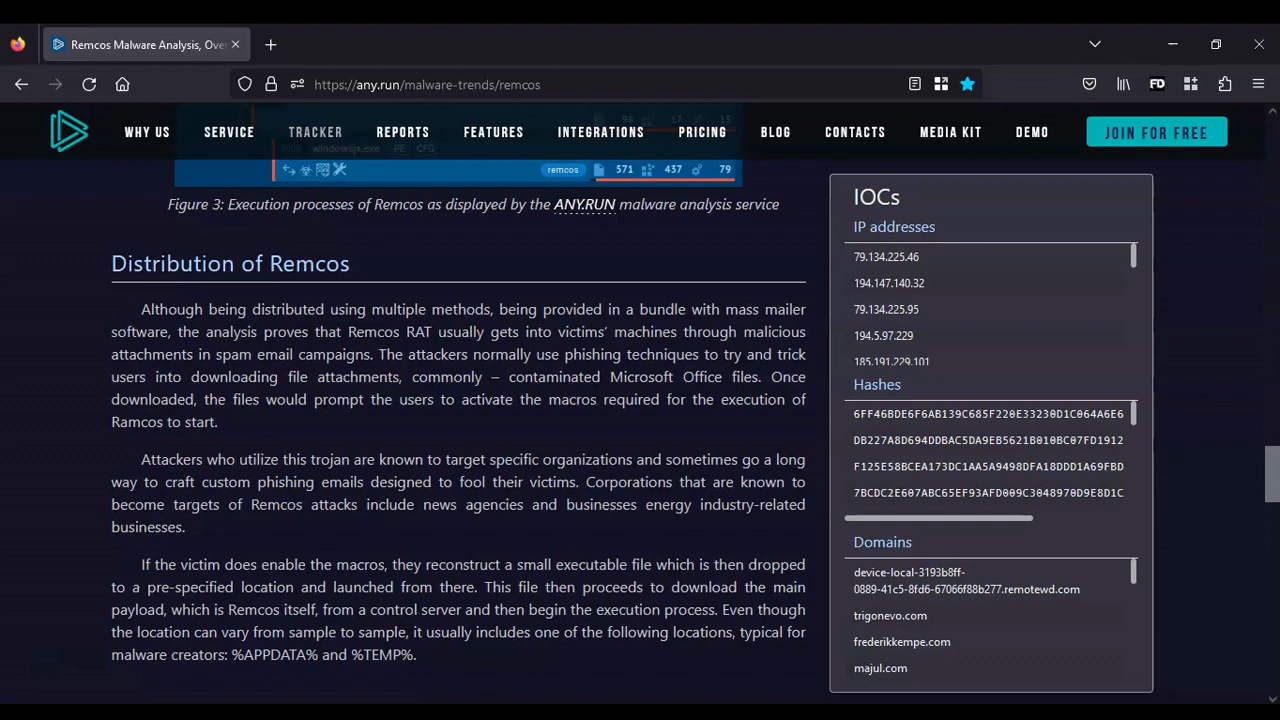 Remcos Malware Analysis, Over
https://any.run/malware-trends/remcos
FD
WHY US
SERVICE
TRACKER
REPORTS
FEATURES
INTEGRATIONS
PRICING
BLOG
CONTACTS
MEDIA KIT
DEMO
JOIN FOR FREE
windowsjx.exe PE CFG
remcos 571 437 79
Figure 3: Execution processes of Remcos as displayed by the ANY.RUN malware analysis service
Distribution of Remcos
Although being distributed using multiple methods, being provided in a bundle with mass mailer
software, the analysis proves that Remcos RAT usually gets into victims’ machines through malicious
attachments in spam email campaigns. The attackers normally use phishing techniques to try and trick
users into downloading file attachments, commonly – contaminated Microsoft Office files. Once
downloaded, the files would prompt the users to activate the macros required for the execution of
Ramcos to start.
Attackers who utilize this trojan are known to target specific organizations and sometimes go a long
way to craft custom phishing emails designed to fool their victims. Corporations that are known to
become targets of Remcos attacks include news agencies and businesses energy industry-related
businesses.
If the victim does enable the macros, they reconstruct a small executable file which is then dropped
to a pre-specified location and launched from there. This file then proceeds to download the main
payload, which is Remcos itself, from a control server and then begin the execution process. Even though
the location can vary from sample to sample, it usually includes one of the following locations, typical for
malware creators: %APPDATA% and %TEMP%.
IOCs
IP addresses
79.134.225.46
194.147.140.32
79.134.225.95
194.5.97.229
185.191.229.101
Hashes
6FF46BDE6F6AB139C685F220E33230D1C064A6E6
DB227A8D694DDBAC5DA9EB5621B010BC07FD1912
F125E58BCEA173DC1AA5A9498DFA18DDD1A69FBD
7BCDC2E607ABC65EF93AFD009C3048970D9E8D1C
Domains
device-local-3193b8ff-
0889-41c5-8fd6-67066f88b277.remotewd.com
trigonevo.com
frederikkempe.com
majul.com